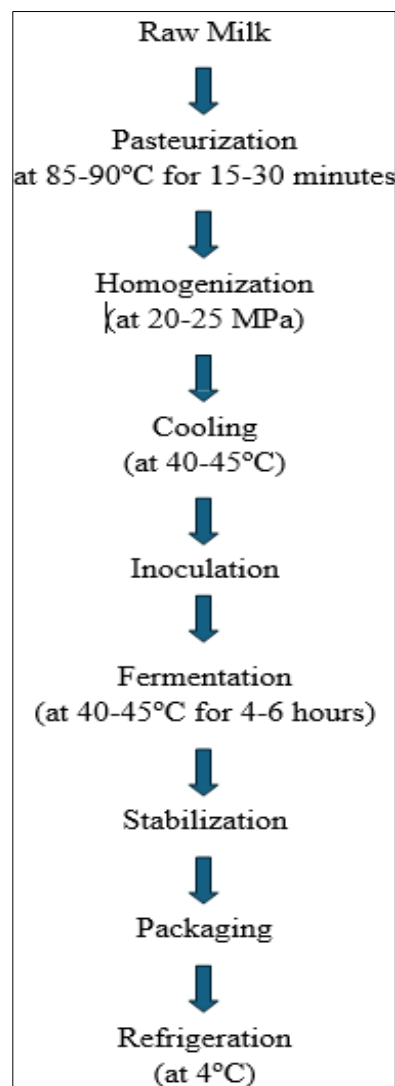 Raw Milk
Pasteurization
at 85-90°C for 15-30 minutes
Homogenization
(at 20-25 MPa)
Cooling
(at 40-45°C)
Inoculation
Fermentation
(at 40-45°C for 4-6 hours)
Stabilization
Packaging
Refrigeration
(at 4°C)